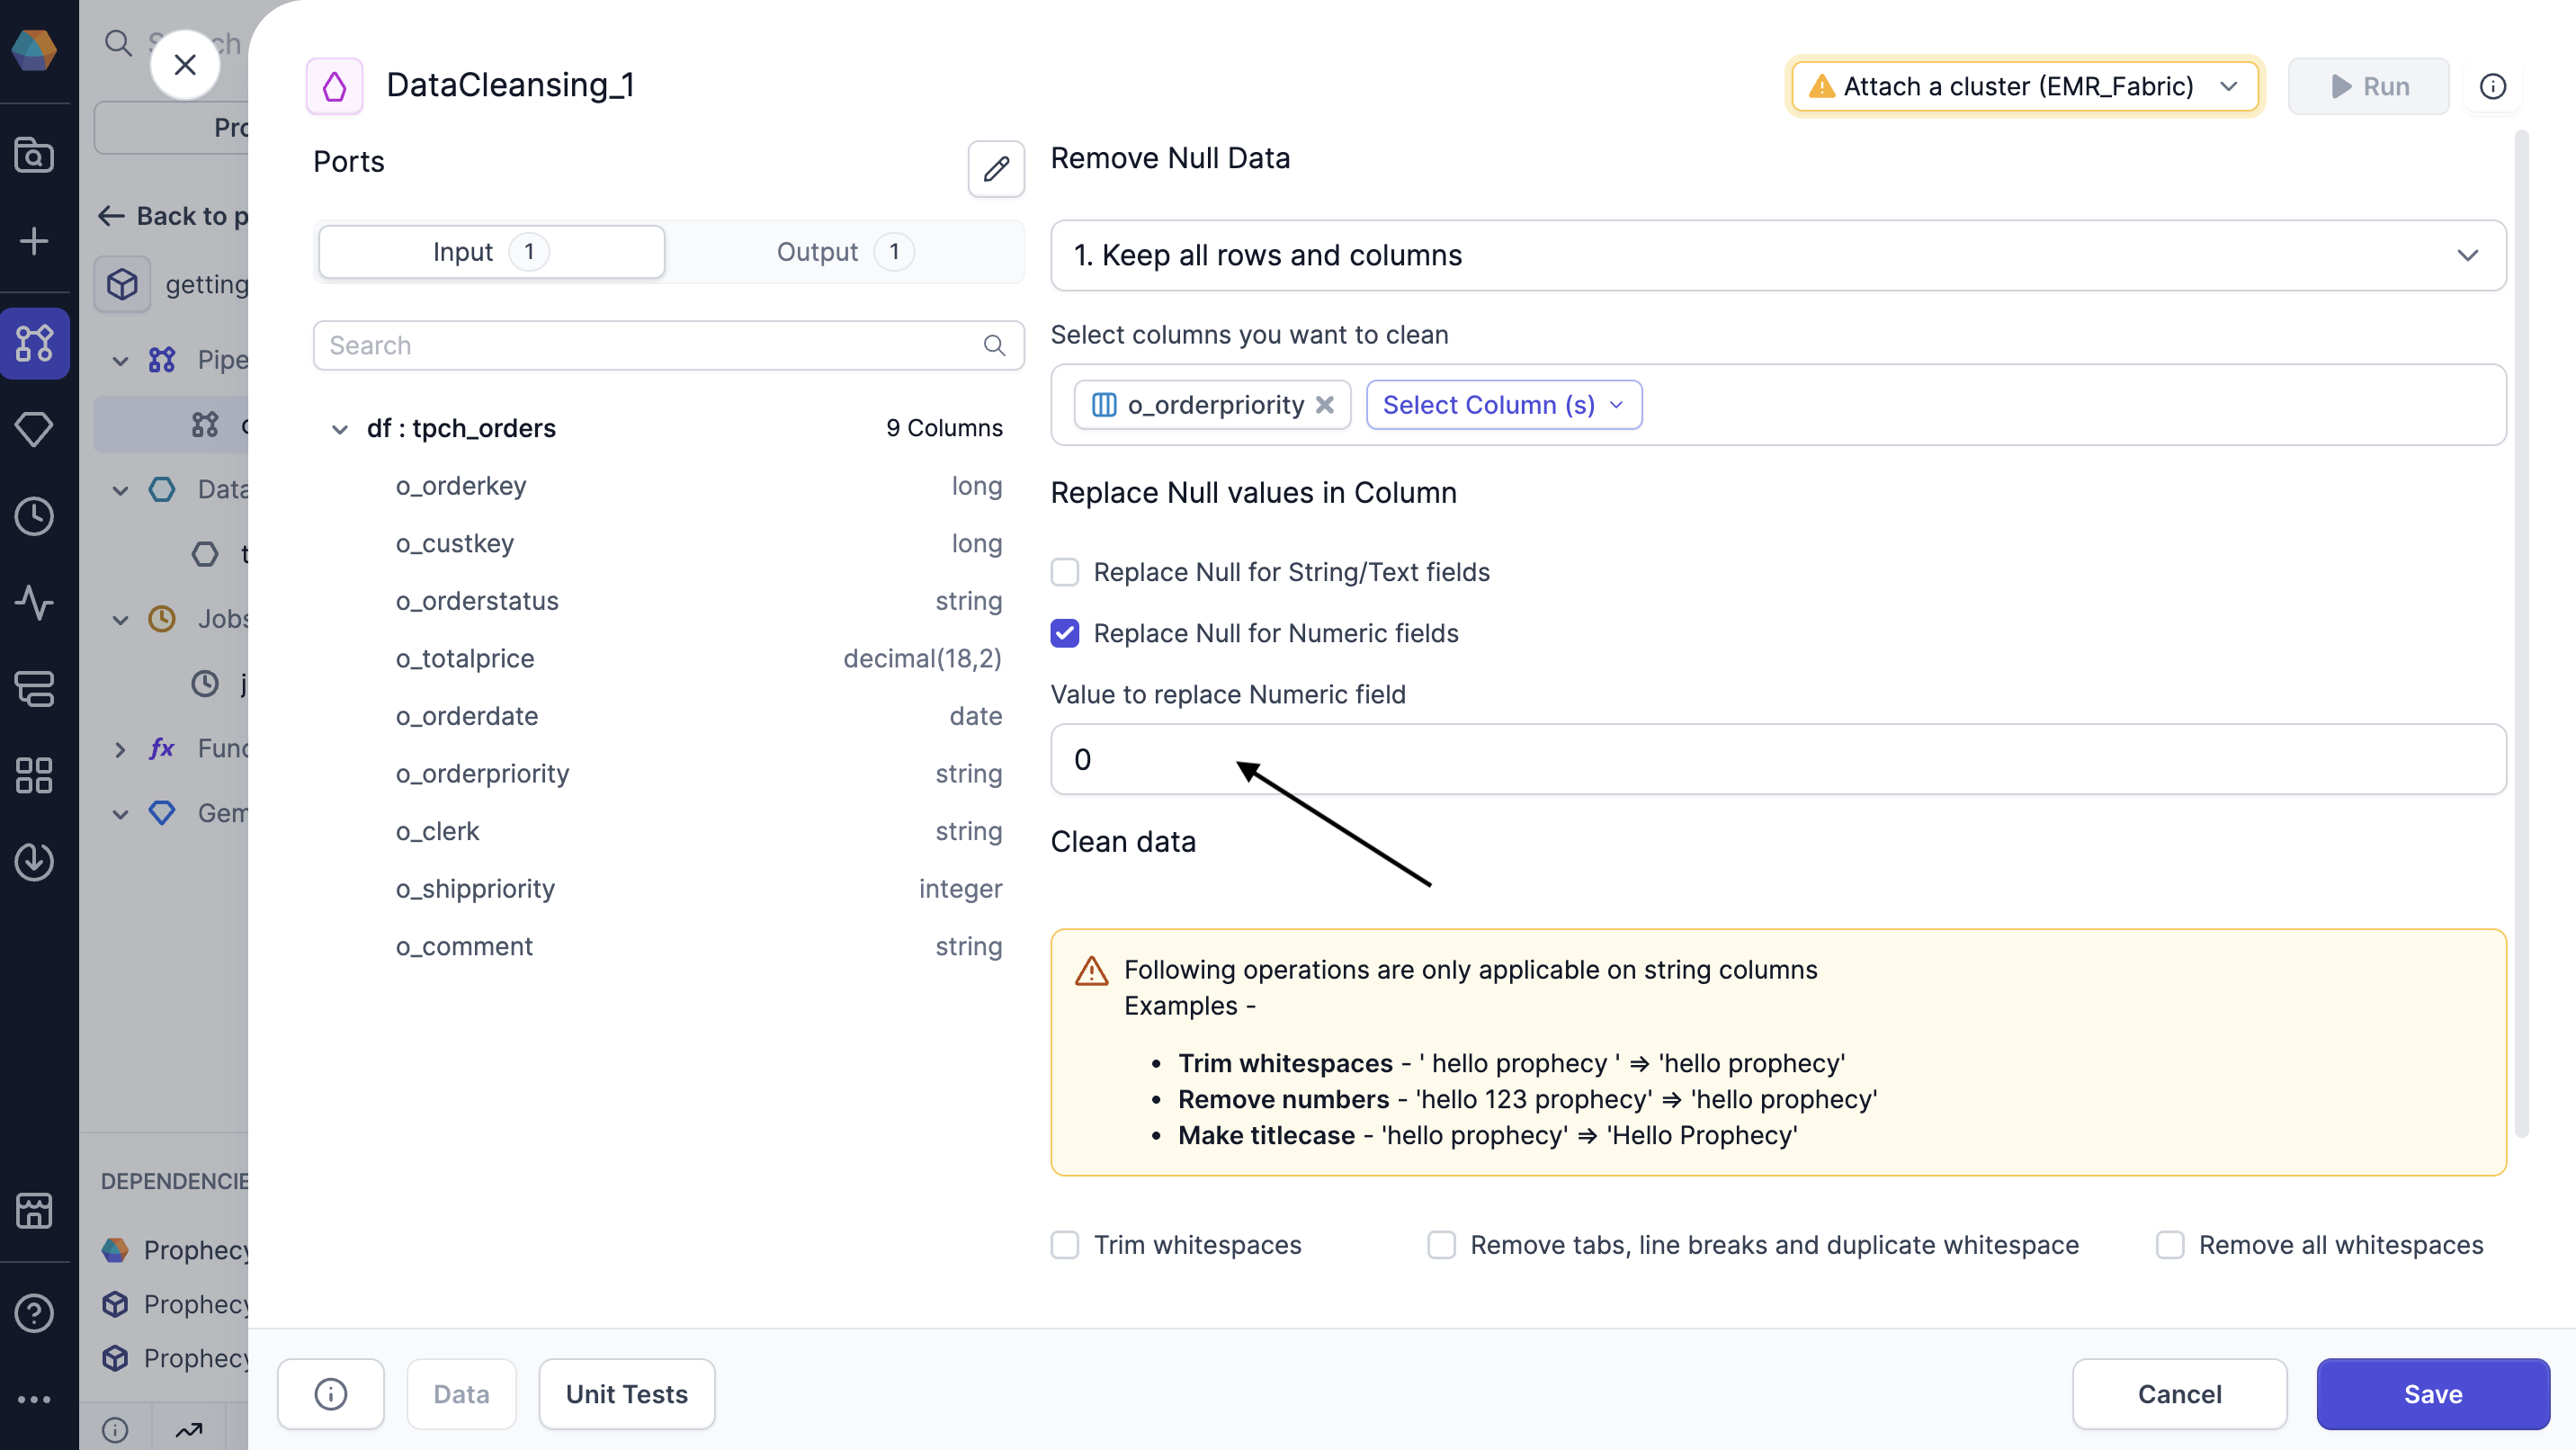 Search
DataCleansing_1
Attach a cluster (EMR_Fabric)
Run
Ports
Input 1
Output 1
Search
df : tpch_orders 9 Columns
o_orderkey long
o_custkey long
o_orderstatus string
o_totalprice decimal(18,2)
o_orderdate date
o_orderpriority string
o_clerk string
o_shippriority integer
o_comment string
Remove Null Data
1. Keep all rows and columns
Select columns you want to clean
o_orderpriority Select Column (s)
Replace Null values in Column
Replace Null for String/Text fields
Replace Null for Numeric fields
Value to replace Numeric field
0
Clean data
Following operations are only applicable on string columns
Examples -
• Trim whitespaces - ' hello prophecy ' => 'hello prophecy'
• Remove numbers - 'hello 123 prophecy' => 'hello prophecy'
• Make titlecase - 'hello prophecy' => 'Hello Prophecy'
Trim whitespaces Remove tabs, line breaks and duplicate whitespace Remove all whitespaces
Back to p
getting
Pipe
Data
Jobs
fx Func
Gem
DEPENDENCIE
Prophecy
Prophecy
Prophecy
Data
Unit Tests
Cancel
Save